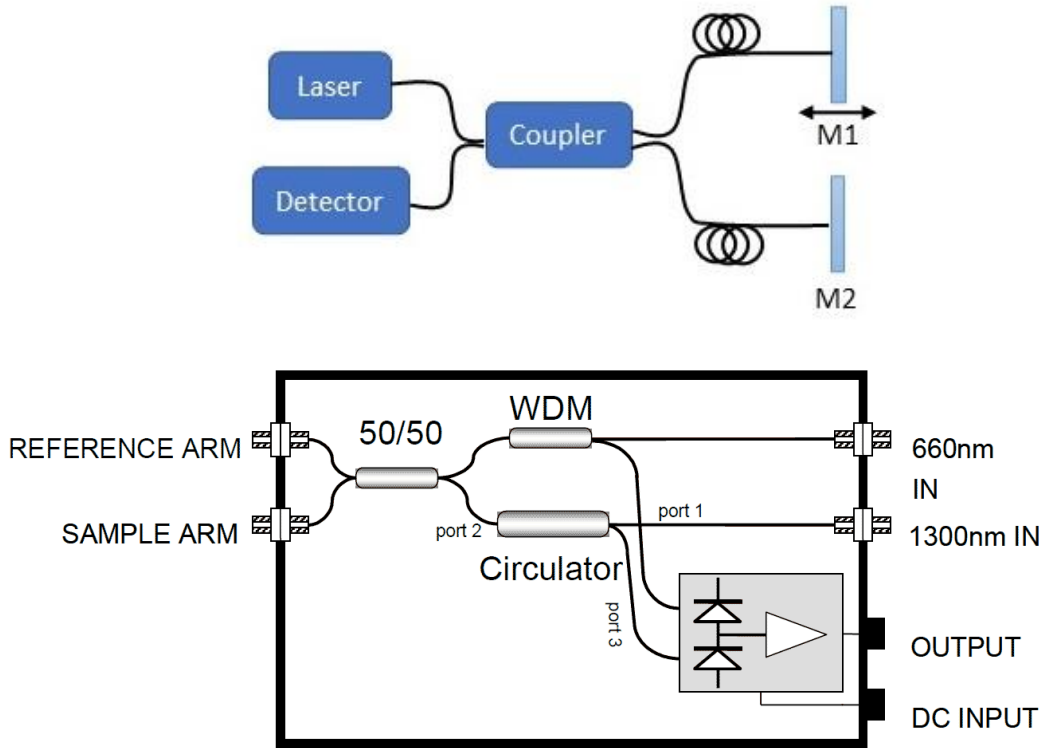 Laser
Coupler
Detector
M1
M2
WDM
50/50
REFERENCE ARM
660nm
IN
port 1
port 2
SAMPLE ARM
1300nm IN
Circulator
port 3
OUTPUT
DC INPUT